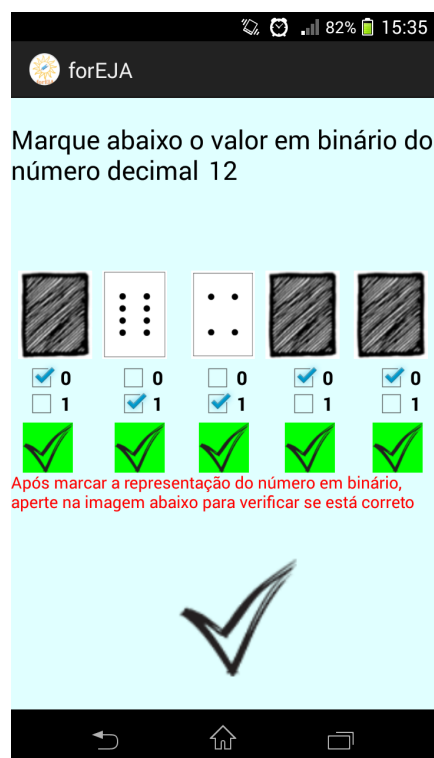 82% 15:35
forEJA
Marque abaixo o valor em binário do
número decimal 12
0 0 0 0 0
1 1 1 1 1
Após marcar a representação do número em binário,
aperte na imagem abaixo para verificar se está correto